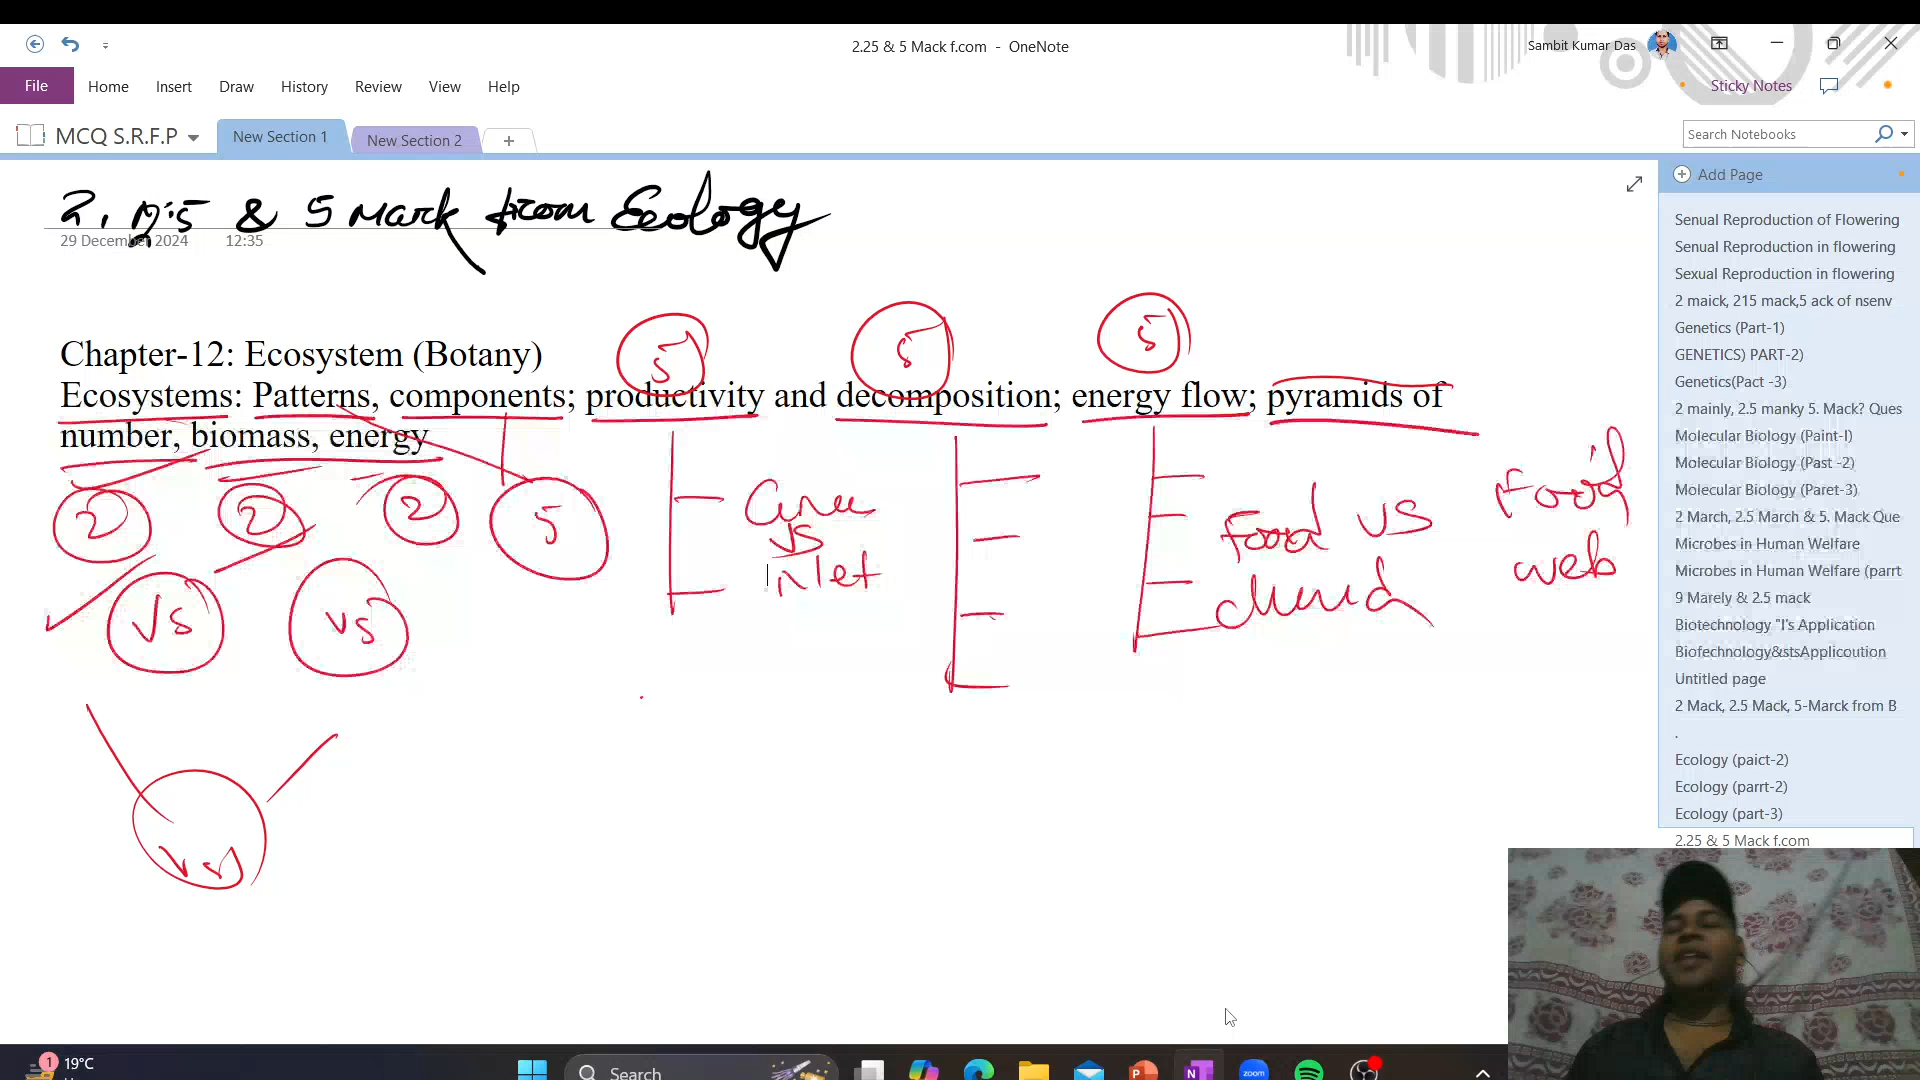 2.25 & 5 Mack f.com - OneNote
Sambit Kumar Das
File Home Insert Draw History Review View Help
Sticky Notes
MCQ S.R.F.P New Section 1 New Section 2 +
Search Notebooks
2. 2.5 & 5 Mark from Ecology
29 December 2024 12:35
Add Page
Senual Reproduction of Flowering
Senual Reproduction in flowering
Sexual Reproduction in flowering
2 maick, 215 mack,5 ack of nsenv
Genetics (Part-1)
GENETICS) PART-2)
Genetics(Pact -3)
2 mainly, 2.5 manky 5. Mack? Ques
Molecular Biology (Paint-l)
Molecular Biology (Past -2)
Molecular Biology (Paret-3)
2 March, 2.5 March & 5. Mack Que
Microbes in Human Welfare
Microbes in Human Welfare (parrt
9 Marely & 2.5 mack
Biotechnology "I's Application
Biofechnology&stsApplicoution
Untitled page
2 Mack, 2.5 Mack, 5-Marck from B
.
Ecology (paict-2)
Ecology (parrt-2)
Ecology (part-3)
2.25 & 5 Mack f.com
5 5 5
Chapter-12: Ecosystem (Botany)
Ecosystems: Patterns, components; productivity and decomposition; energy flow; pyramids of
number, biomass, energy
2 2 2 5
vs
Food vs
Food
web
vs vs
vs
1 19°C
Search
zoom